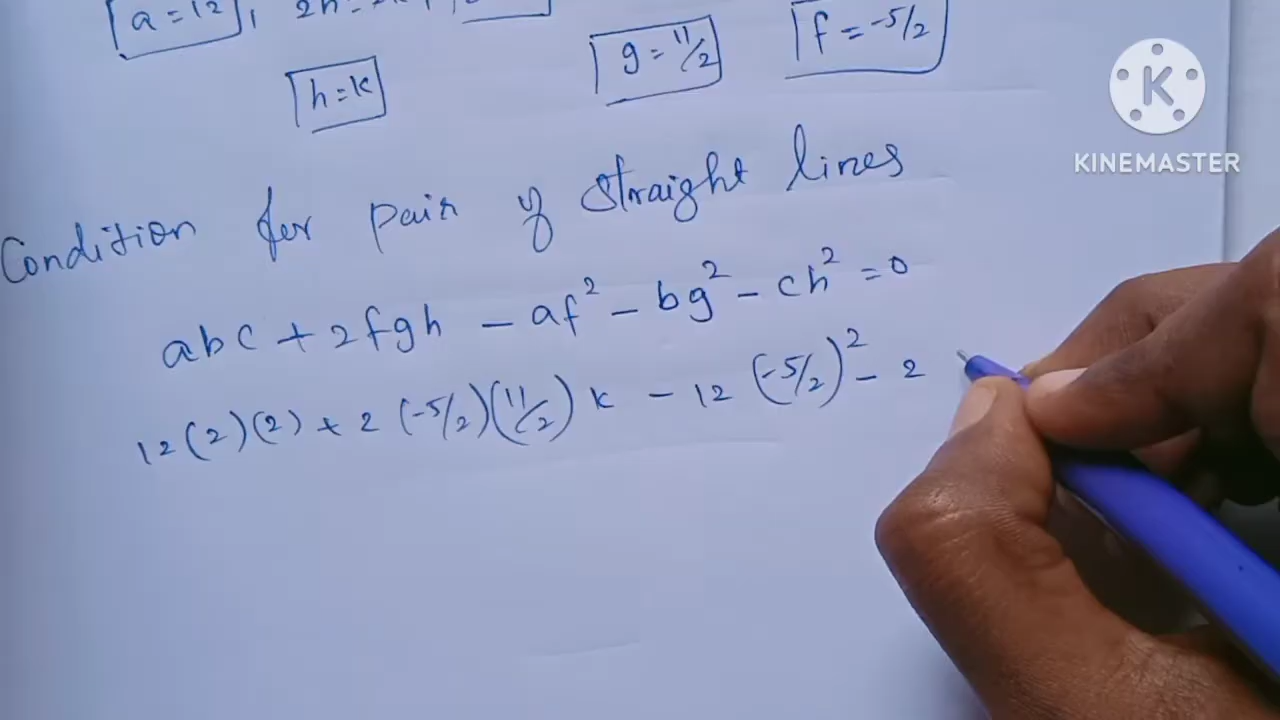 a = 12, 2h =
g = 11/2 f = -5/2
h = k
K
KINEMASTER
Condition for pair of straight lines
abc + 2fgh - af² - bg² - ch² = 0
12(2)(2) + 2(-5/2)(11/2)k - 12(-5/2)² - 2